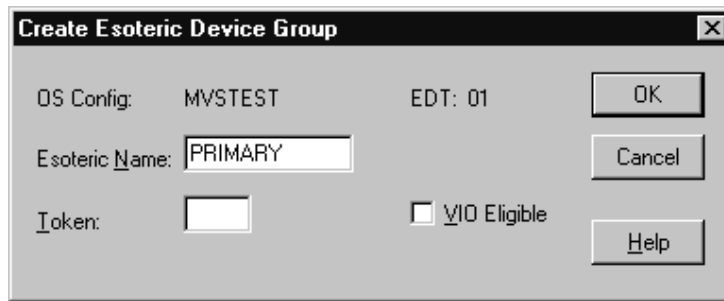 Create Esoteric Device Group
OS Config: MVSTEST EDT: 01 OK
Esoteric Name: PRIMARY Cancel
Token: VIO Eligible
Help